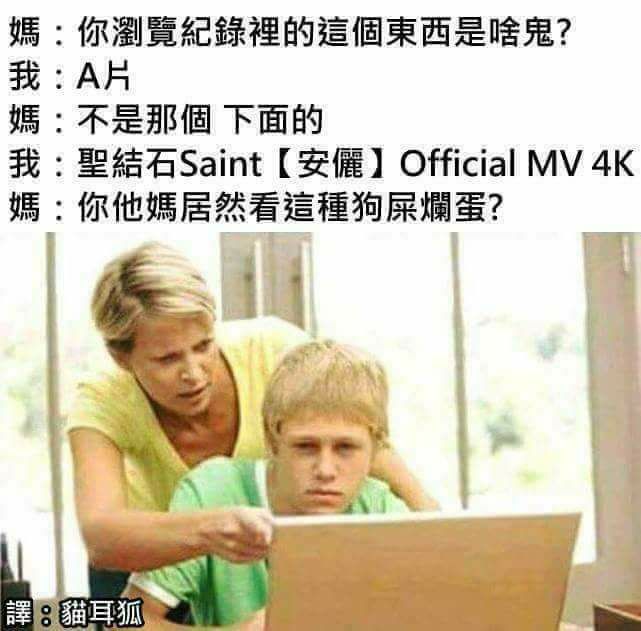 媽：你瀏覽紀錄裡的這個東西是啥鬼?
我：A片
媽：不是那個 下面的
我：聖結石Saint【安儷】Official MV 4K
媽：你他媽居然看這種狗屎爛蛋?
譯：貓耳狐